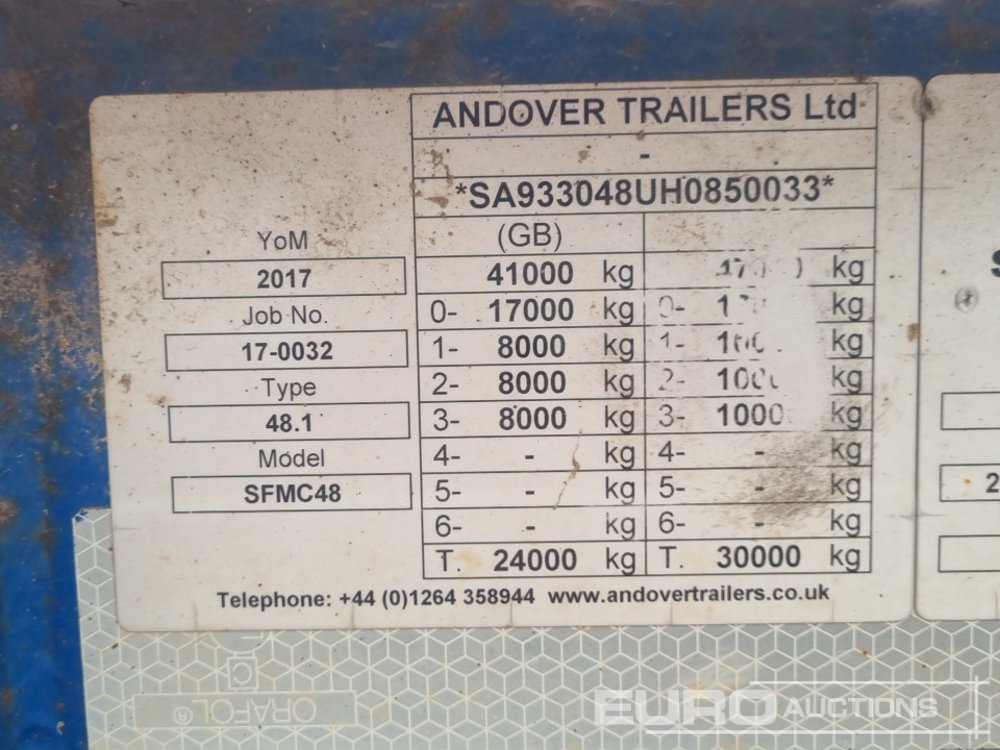 ANDOVER TRAILERS Ltd
-
*SA933048UH0850033*
(GB)
YoM
2017
Job No.
17-0032
Type
48.1
Model
SFMC48
41000 kg kg
0- 17000 kg 0- kg
1- 8000 kg 1- kg
2- 8000 kg 2- kg
3- 8000 kg 3- kg
4- - kg 4- - kg
5- - kg 5- - kg
6- - kg 6- - kg
T. 24000 kg T. 30000 kg
Telephone: +44 (0)1264 358944 www.andovertrailers.co.uk
S
2
ORAFOL®
EURO AUCTIONS